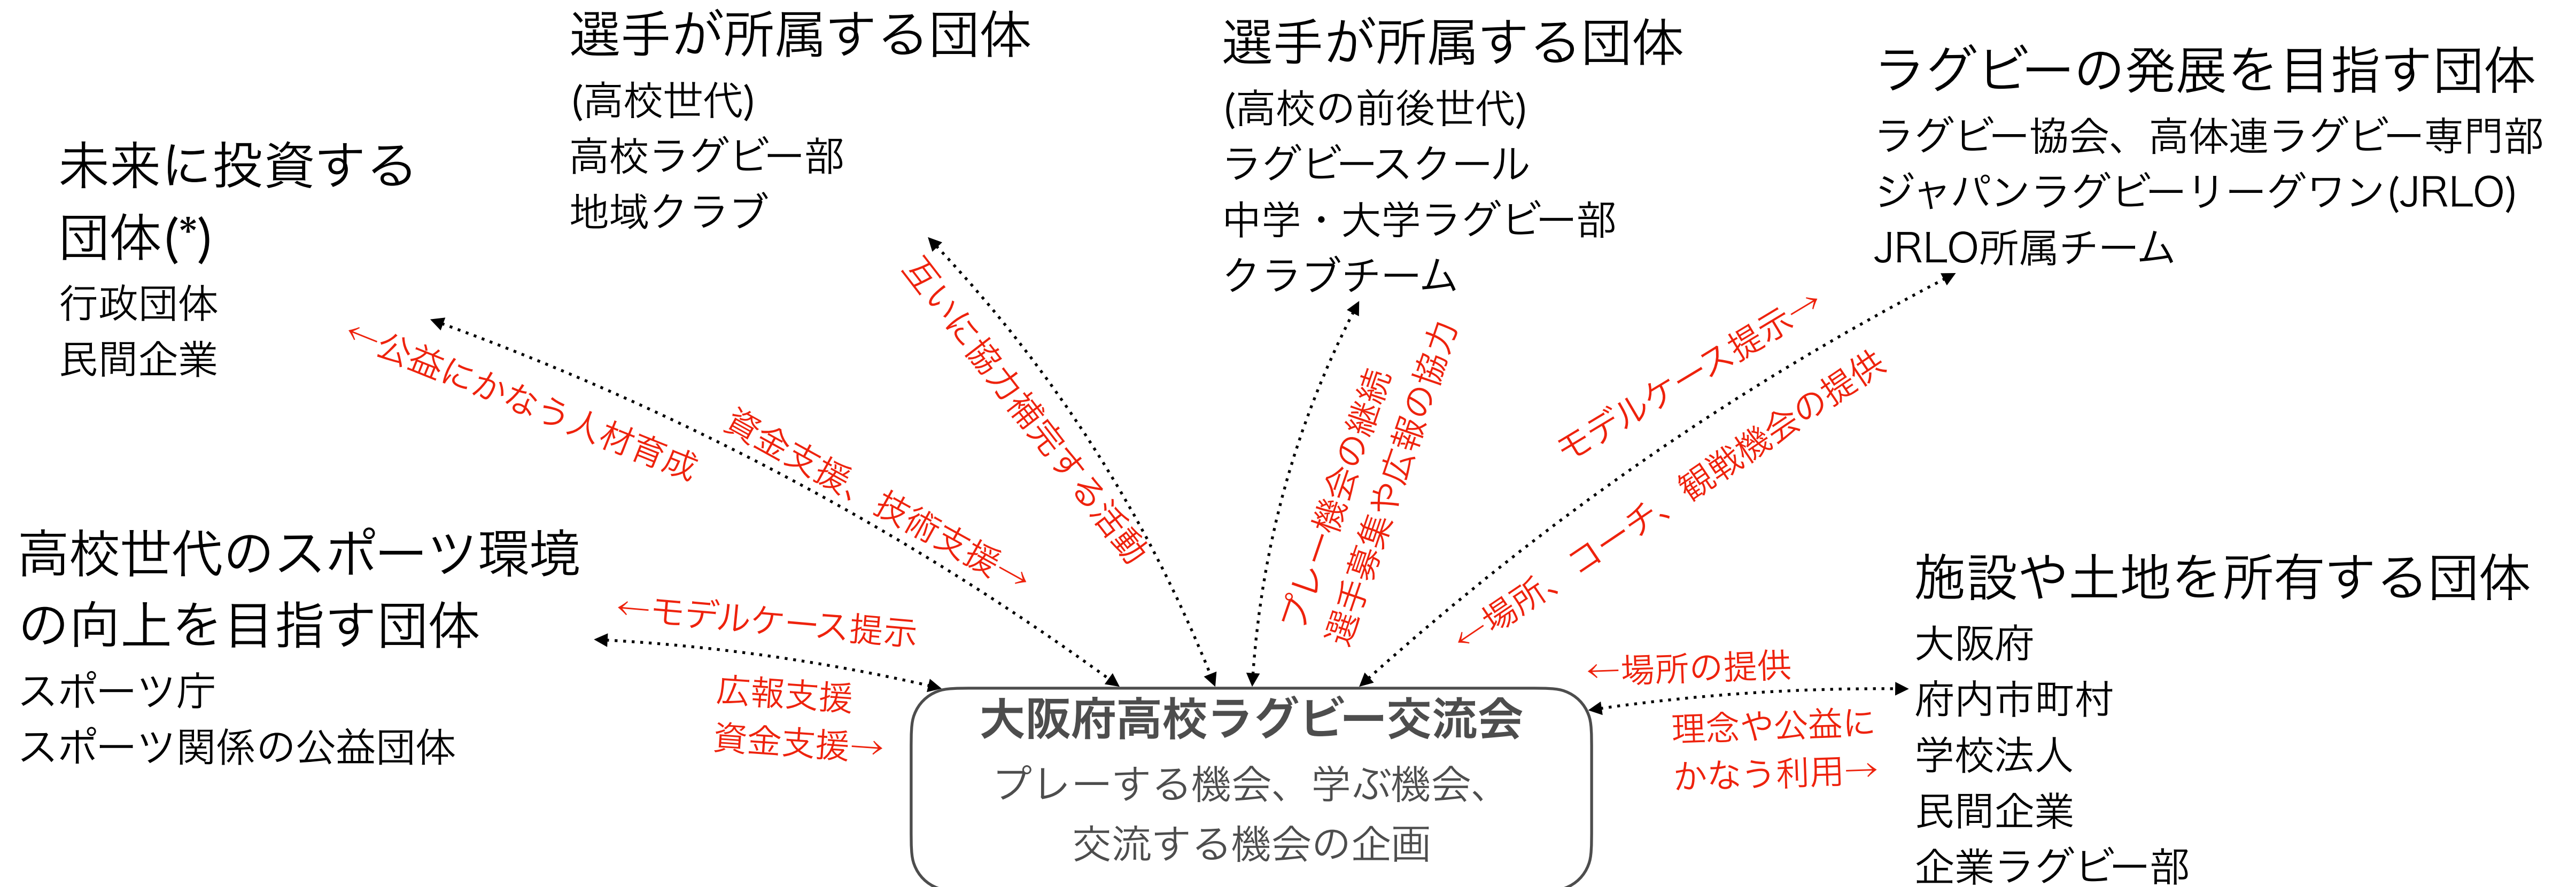 未来に投資する
団体(*)
行政団体
民間企業
選手が所属する団体
(高校世代)
高校ラグビー部
地域クラブ
選手が所属する団体
(高校の前後世代)
ラグビースクール
中学・大学ラグビー部
クラブチーム
ラグビーの発展を目指す団体
ラグビー協会、高体連ラグビー専門部
ジャパンラグビーリーグワン(JRLO)
JRLO所属チーム
←公益にかなう人材育成
資金支援、技術支援→
互いに協力補完する活動
プレー機会の継続
選手募集や広報の協力
モデルケース提示→
←場所、コーチ、観戦機会の提供
高校世代のスポーツ環境
の向上を目指す団体
スポーツ庁
スポーツ関係の公益団体
←モデルケース提示
広報支援
資金支援→
大阪府高校ラグビー交流会
プレーする機会、学ぶ機会、
交流する機会の企画
←場所の提供
理念や公益に
かなう利用→
施設や土地を所有する団体
大阪府
府内市町村
学校法人
民間企業
企業ラグビー部